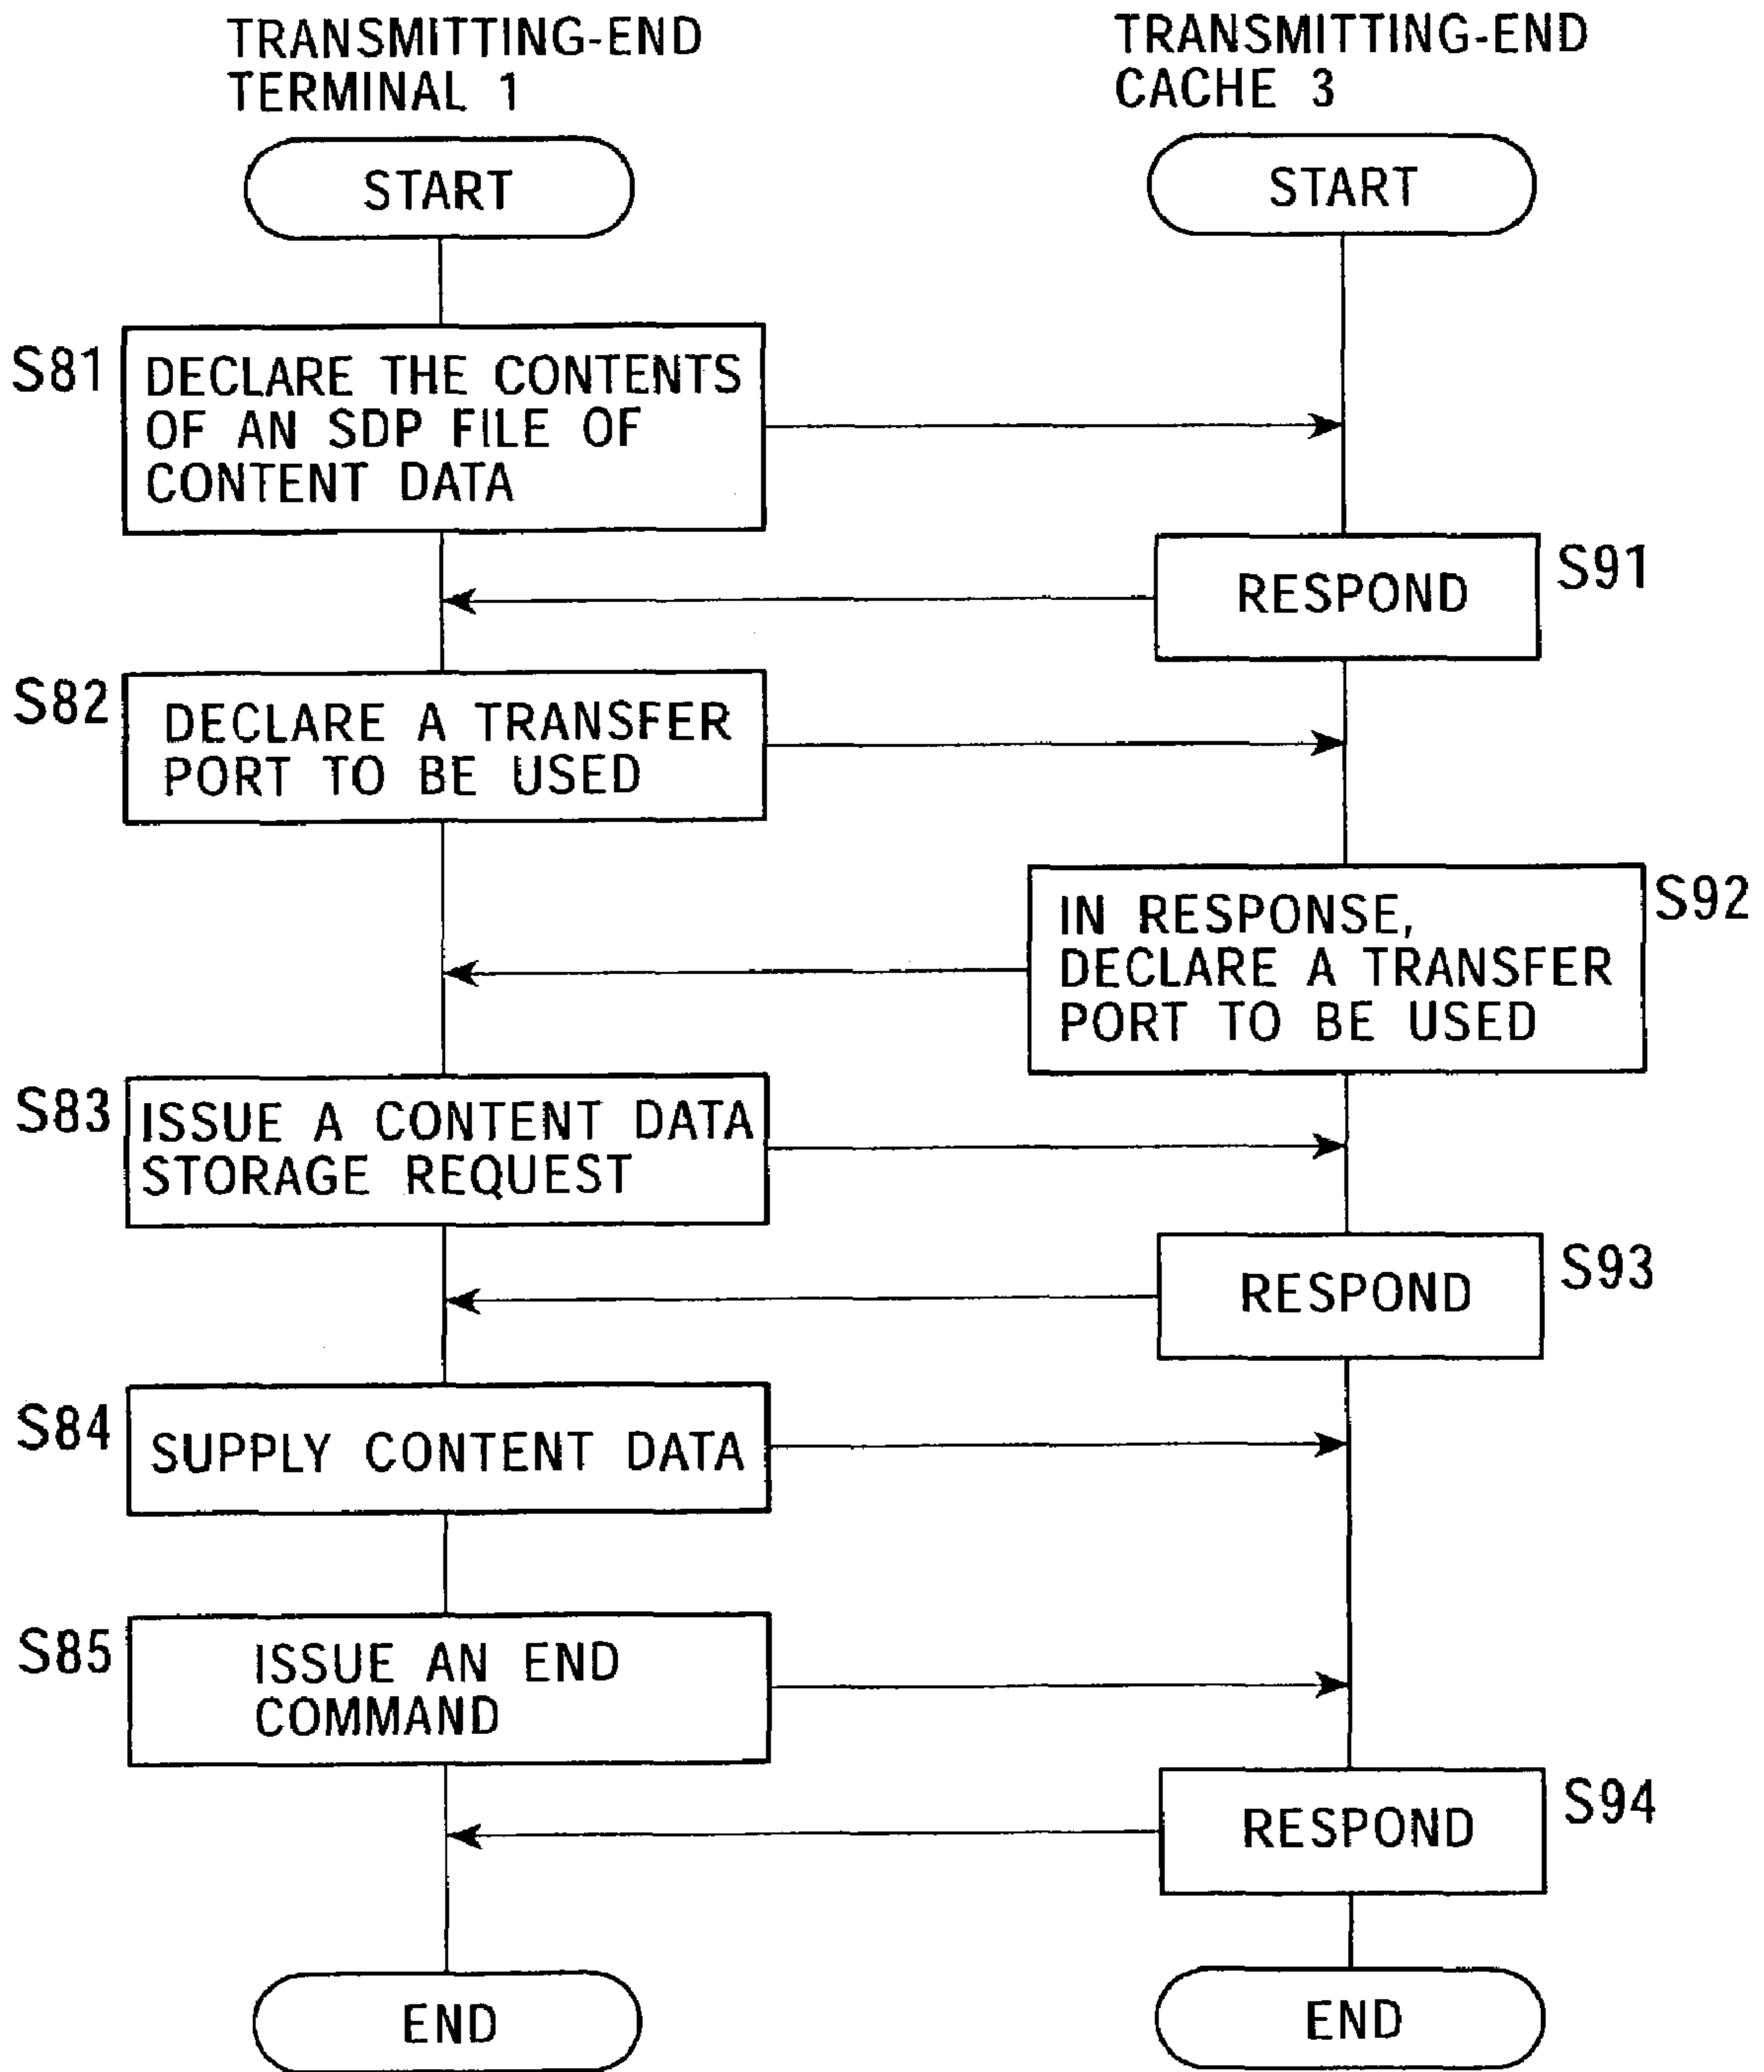 TRANSMITTING-END
TERMINAL 1
TRANSMITTING-END
CACHE 3
START
START
S81
DECLARE THE CONTENTS
OF AN SDP FILE OF
CONTENT DATA
RESPOND
S91
S82
DECLARE A TRANSFER
PORT TO BE USED
IN RESPONSE,
DECLARE A TRANSFER
PORT TO BE USED
S92
S83
ISSUE A CONTENT DATA
STORAGE REQUEST
RESPOND
S93
S84
SUPPLY CONTENT DATA
S85
ISSUE AN END
COMMAND
RESPOND
S94
END
END